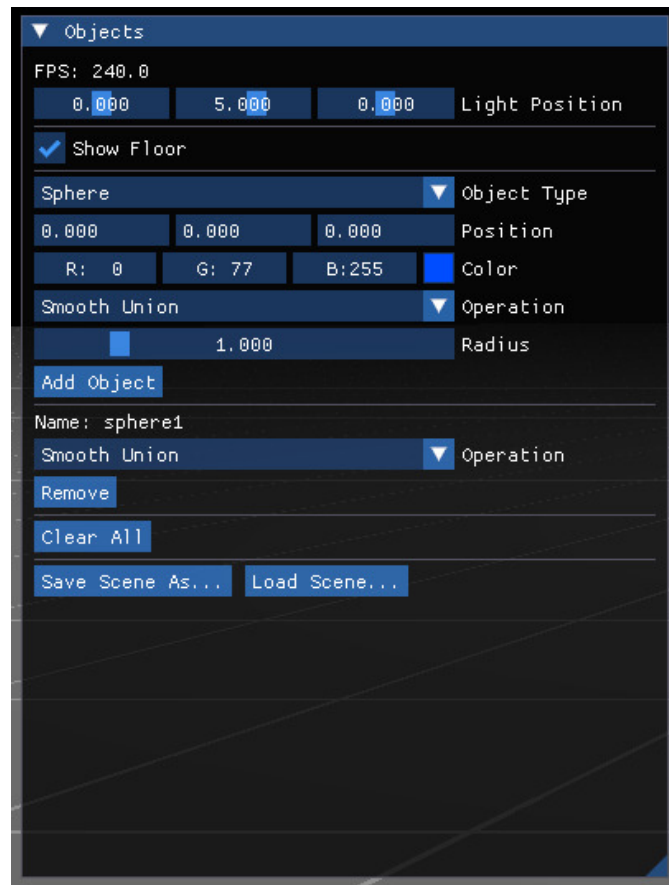 Objects
FPS: 240.0
0.000 5.000 0.000 Light Position
Show Floor
Sphere Object Type
0.000 0.000 0.000 Position
R: 0 G: 77 B:255 Color
Smooth Union Operation
1.000 Radius
Add Object
Name: sphere1
Smooth Union Operation
Remove
Clear All
Save Scene As... Load Scene...